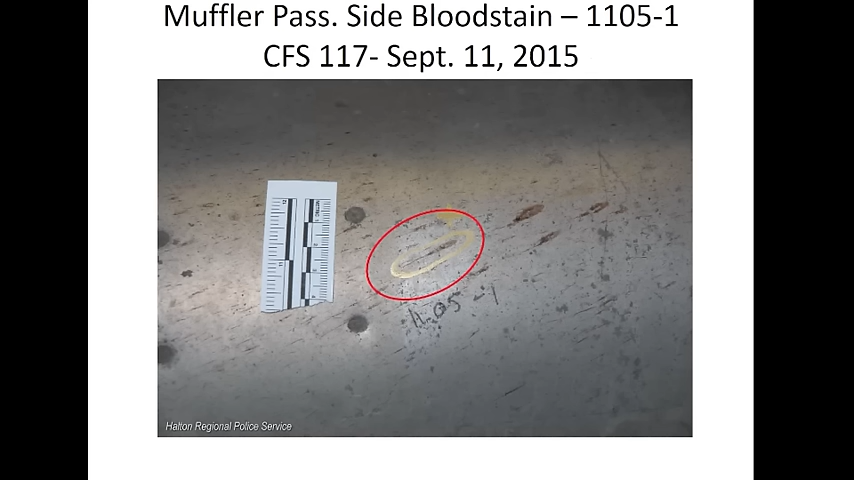 Muffler Pass. Side Bloodstain – 1105-1
CFS 117- Sept. 11, 2015
1105-1
Halton Regional Police Service